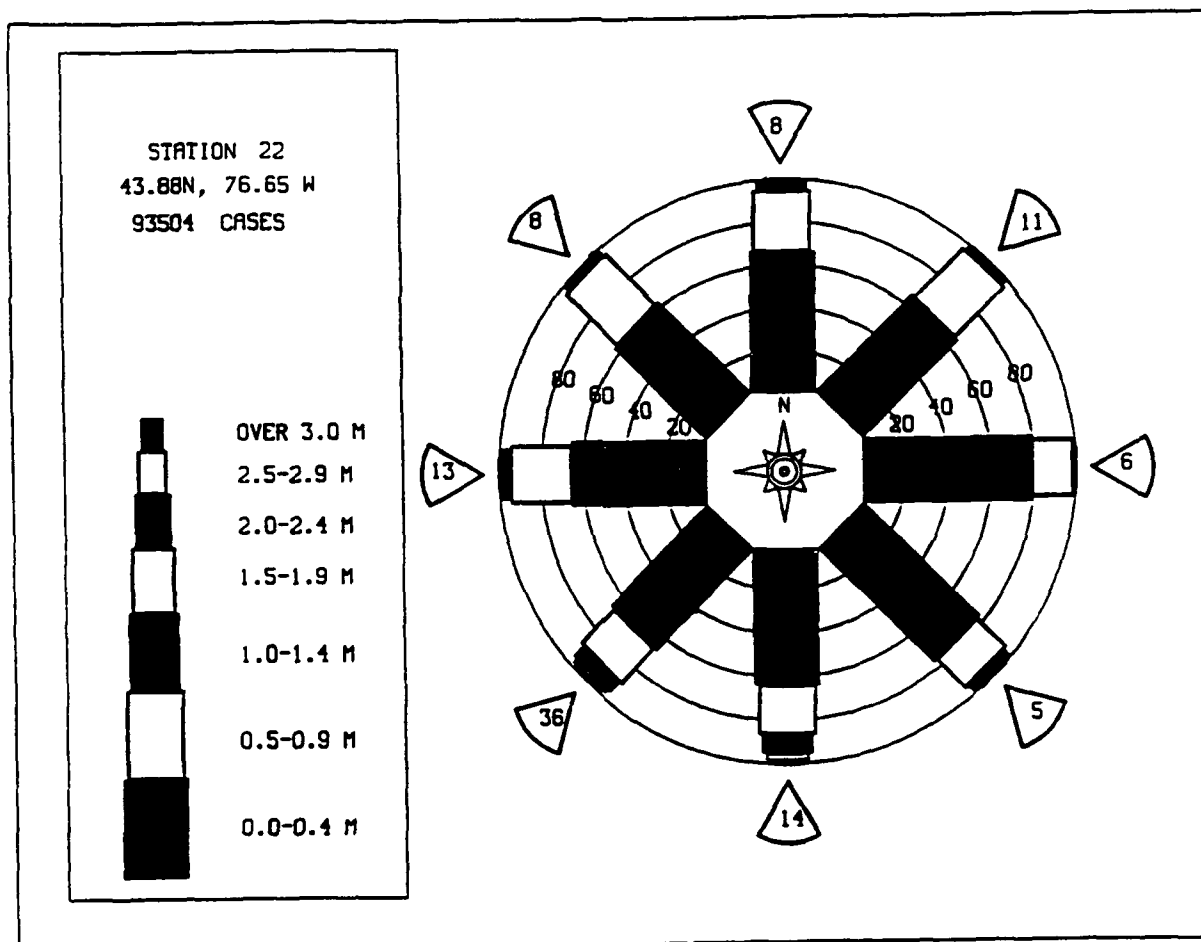 STATION 22
43.88N, 76.65 W
93504 CASES
OVER 3.0 M
2.5-2.9 M
2.0-2.4 M
1.5-1.9 M
1.0-1.4 M
0.5-0.9 M
0.0-0.4 M
8
8
11
80
60
40
20
N
20
40
60
80
13
6
36
5
14